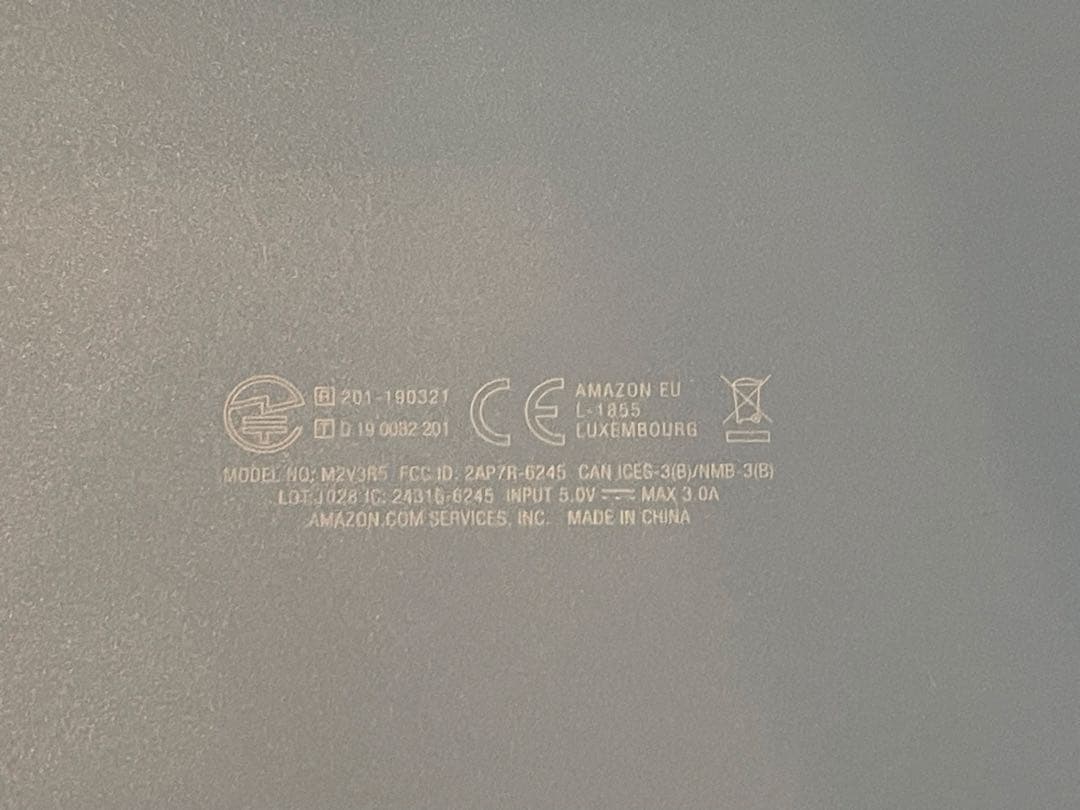 R 201-190321
T D 19 0032 201
CE
AMAZON EU
L-1855
LUXEMBOURG
MODEL NO: M2V3R5 FCC ID: 2AP7R-6245 CAN ICES-3(B)/NMB-3(B)
LOT:J028 IC: 24316-6245 INPUT 5.0V ⎓ MAX 3.0A
AMAZON.COM SERVICES, INC. MADE IN CHINA